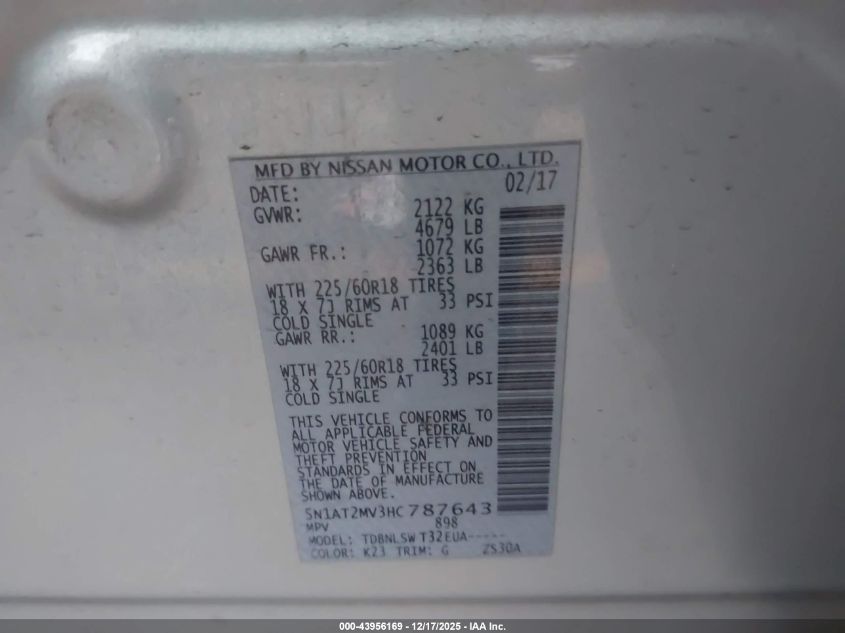 MFD BY NISSAN MOTOR CO., LTD.
DATE: 02/17
GVWR: 2122 KG
4679 LB
GAWR FR.: 1072 KG
2363 LB
WITH 225/60R18 TIRES
18 X 7J RIMS AT 33 PSI
COLD SINGLE
GAWR RR.: 1089 KG
2401 LB
WITH 225/60R18 TIRES
18 X 7J RIMS AT 33 PSI
COLD SINGLE
THIS VEHICLE CONFORMS TO
ALL APPLICABLE FEDERAL
MOTOR VEHICLE SAFETY AND
THEFT PREVENTION
STANDARDS IN EFFECT ON
THE DATE OF MANUFACTURE
SHOWN ABOVE.
5N1AT2MV3HC787643
MPV 898
MODEL: TDBNLSW T32EUA-----
COLOR: K23 TRIM: G ZS30A
000-43956169 - 12/17/2025 - IAA Inc.